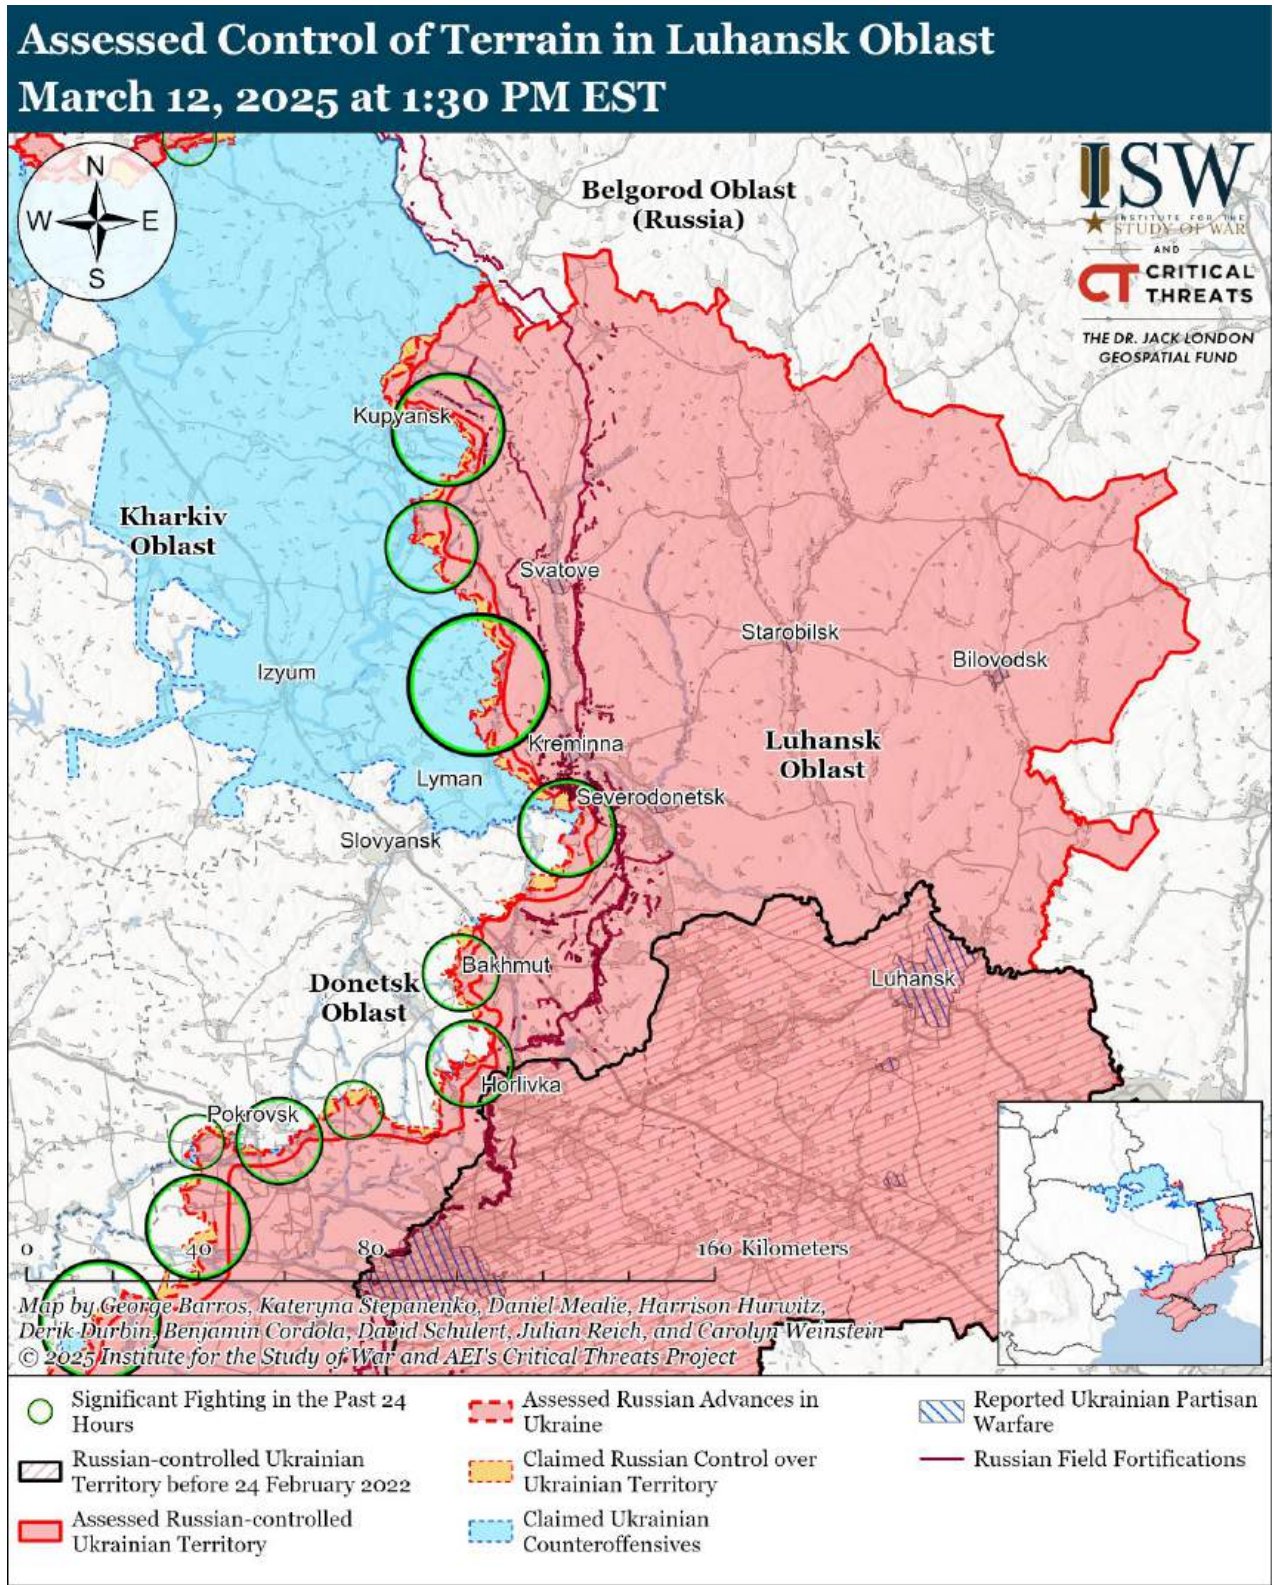 Assessed Control of Terrain in Luhansk Oblast
March 12, 2025 at 1:30 PM EST
N
W
E
S
Belgorod Oblast
(Russia)
ISW
INSTITUTE FOR THE
STUDY OF WAR
AND
CT CRITICAL
THREATS
THE DR. JACK LONDON
GEOSPATIAL FUND
Kupyansk
Kharkiv
Oblast
Svatove
Starobilsk
Bilovodsk
Izyum
Luhansk
Oblast
Kreminna
Lyman
Severodonetsk
Slovyansk
Bakhmut
Luhansk
Donetsk
Oblast
Horlivka
Pokrovsk
0
40
80
160 Kilometers
Map by George Barros, Kateryna Stepanenko, Daniel Mealie, Harrison Hurwitz,
Derik Durbin, Benjamin Cordola, David Schulert, Julian Reich, and Carolyn Weinstein
© 2025 Institute for the Study of War and AEI's Critical Threats Project
Significant Fighting in the Past 24
Hours
Russian-controlled Ukrainian
Territory before 24 February 2022
Assessed Russian-controlled
Ukrainian Territory
Assessed Russian Advances in
Ukraine
Claimed Russian Control over
Ukrainian Territory
Claimed Ukrainian
Counteroffensives
Reported Ukrainian Partisan
Warfare
Russian Field Fortifications